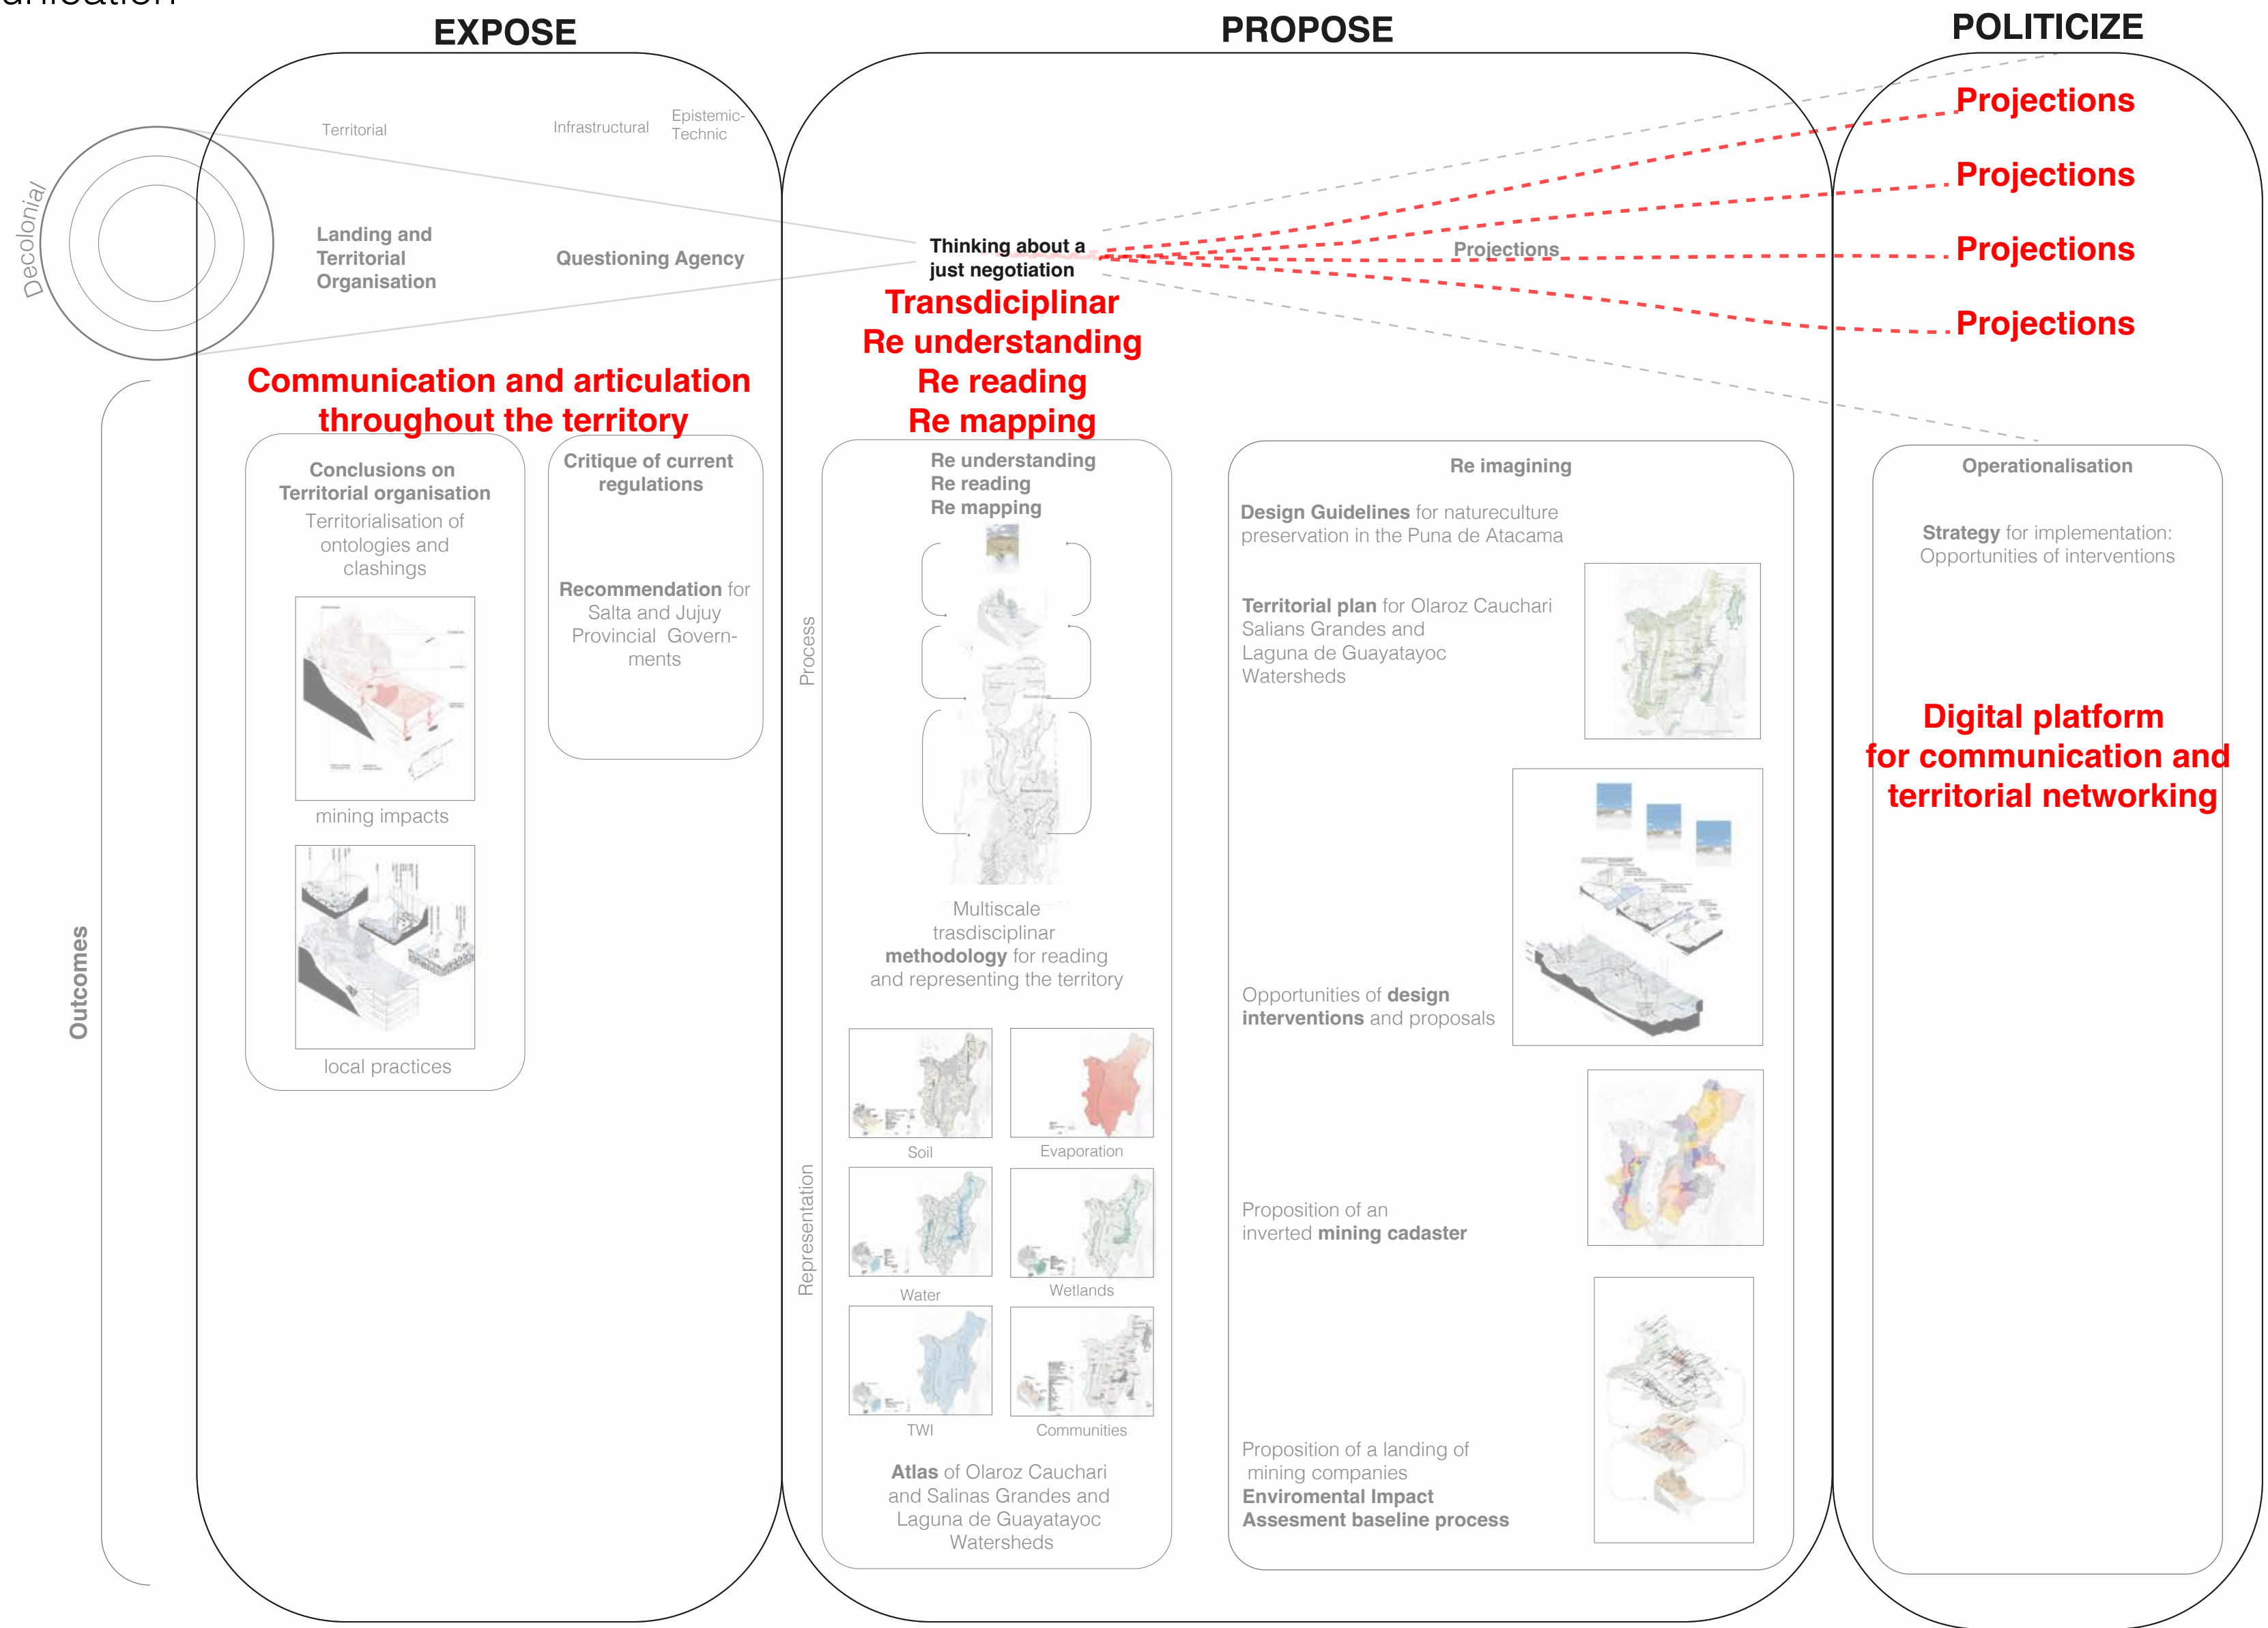 EXPOSE
PROPOSE
POLITICIZE
Decolonial
Territorial
Infrastructural
Epistemic-
Technic
Landing and
Territorial
Organisation
Questioning Agency
Thinking about a
just negotiation
Projections
Projections
Projections
Projections
Projections
Communication and articulation
throughout the territory
Transdiciplinar
Re understanding
Re reading
Re mapping
Outcomes
Conclusions on
Territorial organisation
Territorialisation of
ontologies and
clashings
mining impacts
local practices
Critique of current
regulations
Recommendation for
Salta and Jujuy
Provincial Govern-
ments
Process
Re understanding
Re reading
Re mapping
Multiscale
trasdisciplinar
methodology for reading
and representing the territory
Representation
Soil
Evaporation
Water
Wetlands
TWI
Communities
Atlas of Olaroz Cauchari
and Salinas Grandes and
Laguna de Guayatayoc
Watersheds
Re imagining
Design Guidelines for natureculture
preservation in the Puna de Atacama
Territorial plan for Olaroz Cauchari
Salians Grandes and
Laguna de Guayatayoc
Watersheds
Opportunities of design
interventions and proposals
Proposition of an
inverted mining cadaster
Proposition of a landing of
mining companies
Enviromental Impact
Assesment baseline process
Operationalisation
Strategy for implementation:
Opportunities of interventions
Digital platform
for communication and
territorial networking